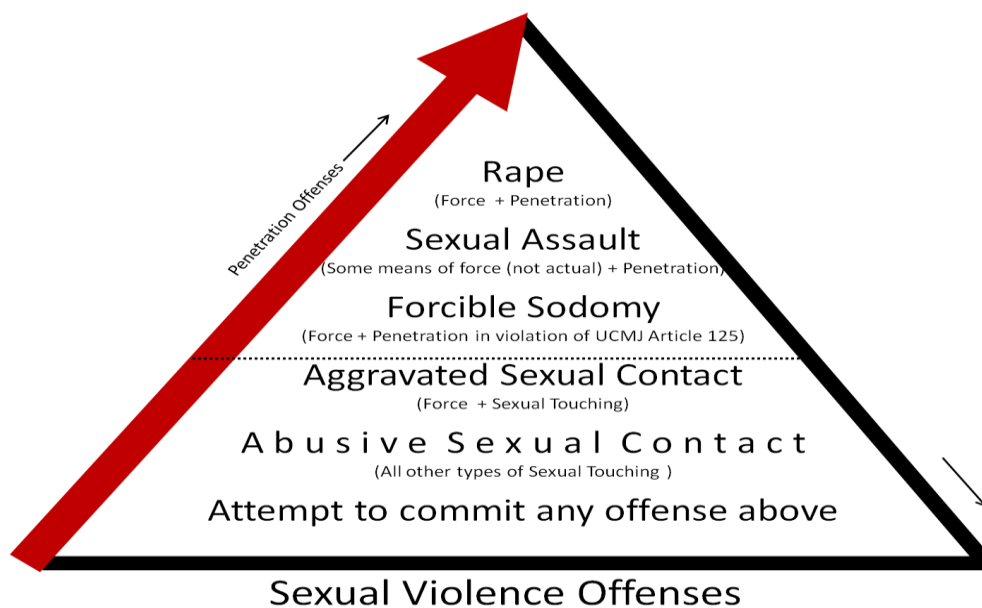 Penetration Offenses
Rape
(Force + Penetration)
Sexual Assault
(Some means of force (not actual) + Penetration)
Forcible Sodomy
(Force + Penetration in violation of UCMJ Article 125)
Aggravated Sexual Contact
(Force + Sexual Touching)
Abusive Sexual Contact
(All other types of Sexual Touching )
Attempt to commit any offense above
Sexual Violence Offenses